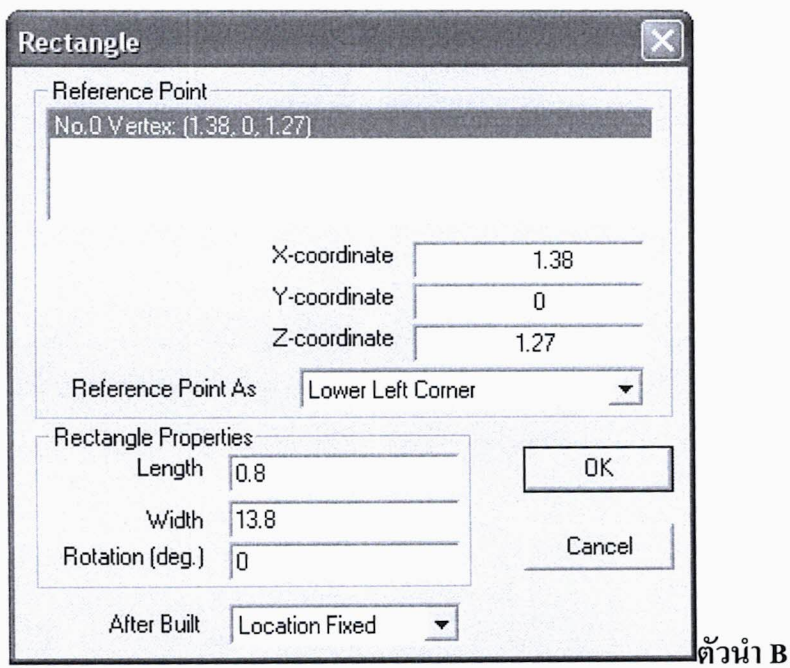 Rectangle
Reference Point
No.0 Vertex: (1.38, 0, 1.27)
X-coordinate 1.38
Y-coordinate 0
Z-coordinate 1.27
Reference Point As Lower Left Corner
Rectangle Properties
Length 0.8
Width 13.8
Rotation (deg.) 0
OK
Cancel
After Built Location Fixed
ตัวนำ B